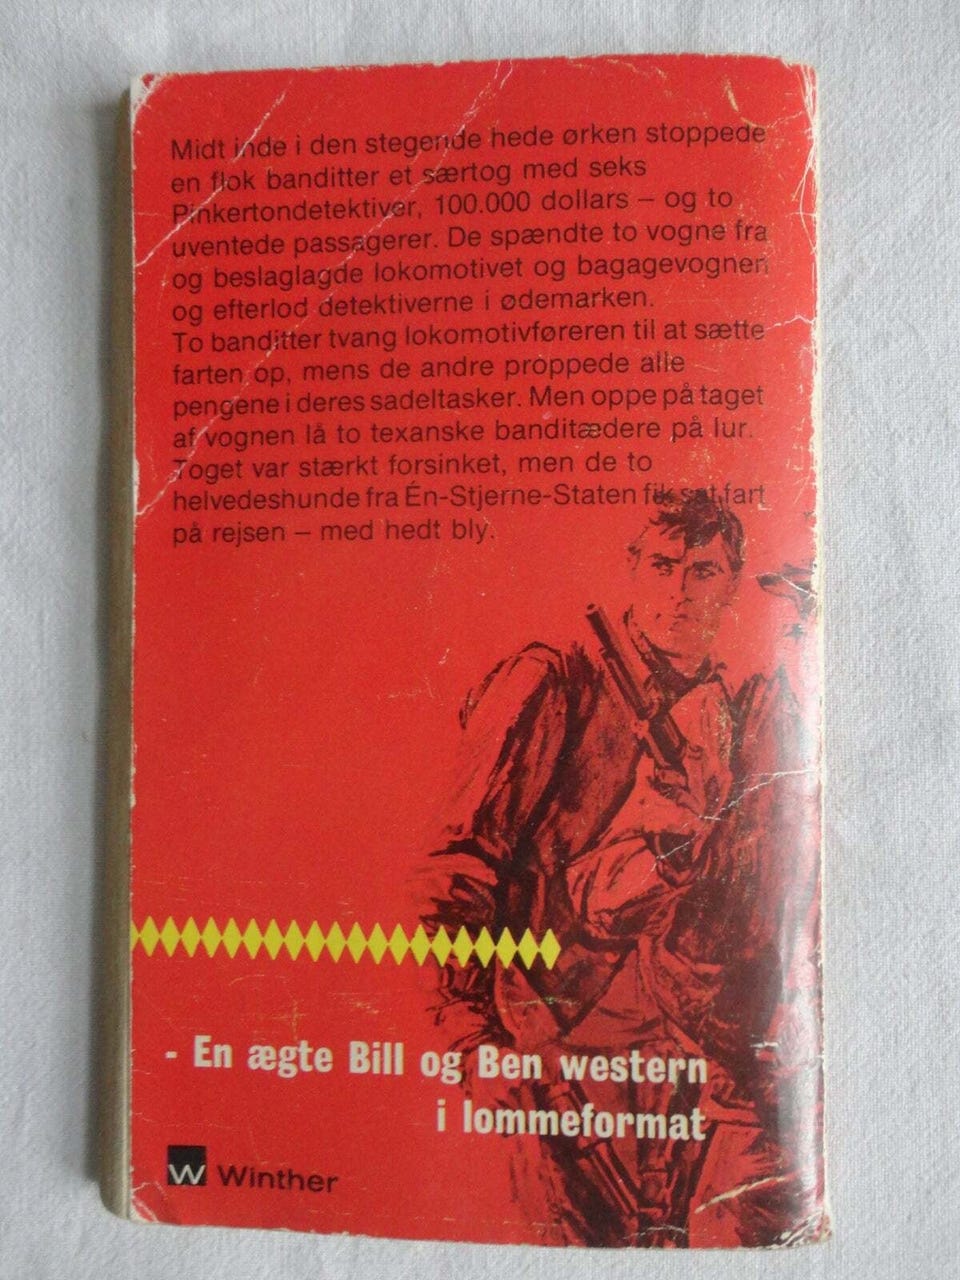 Midt inde i den stegende hede ørken stoppede
en flok banditter et særtog med seks
Pinkertondetektiver, 100.000 dollars – og to
uventede passagerer. De spændte to vogne fra
og beslaglagde lokomotivet og bagagevognen
og efterlod detektiverne i ødemarken.
To banditter tvang lokomotivføreren til at sætte
farten op, mens de andre proppede alle
pengene i deres sadeltasker. Men oppe på taget
af vognen lå to texanske banditædere på lur.
Toget var stærkt forsinket, men de to
helvedeshunde fra Én-Stjerne-Staten fik sat fart
på rejsen – med hedt bly.
- En ægte Bill og Ben western
i lommeformat
W Winther